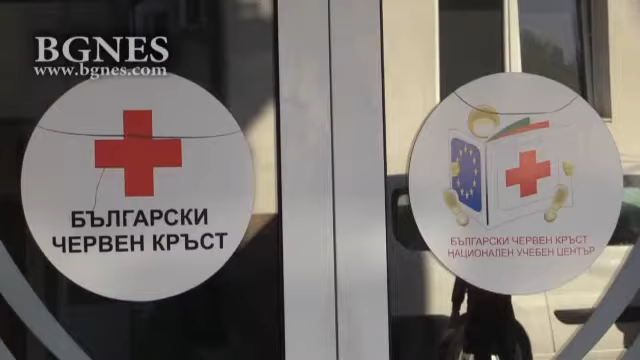 BGNES
www.bgnes.com
БЪЛГАРСКИ
ЧЕРВЕН КРЪСТ
БЪЛГАРСКИ ЧЕРВЕН КРЪСТ
НАЦИОНАЛЕН УЧЕБЕН ЦЕНТЪР